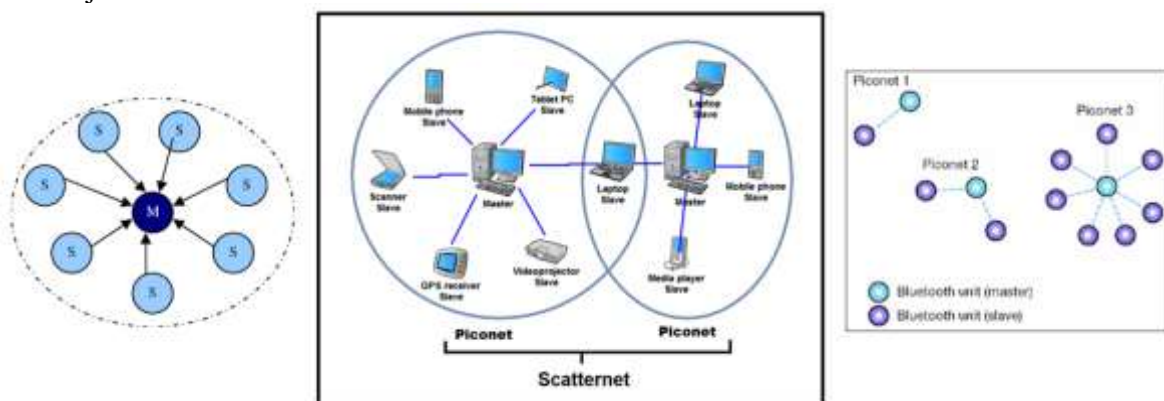 S
S
S
S
M
S
S
S
Mobile phone
Slave
Tablet PC
Slave
Scanner
Slave
Master
GPS receiver
Slave
Videoprojector
Slave
Laptop
Slave
Laptop
Slave
Master
Mobile phone
Slave
Media player
Slave
Piconet
Piconet
Scatternet
Piconet 1
Piconet 2
Piconet 3
Bluetooth unit (master)
Bluetooth unit (slave)